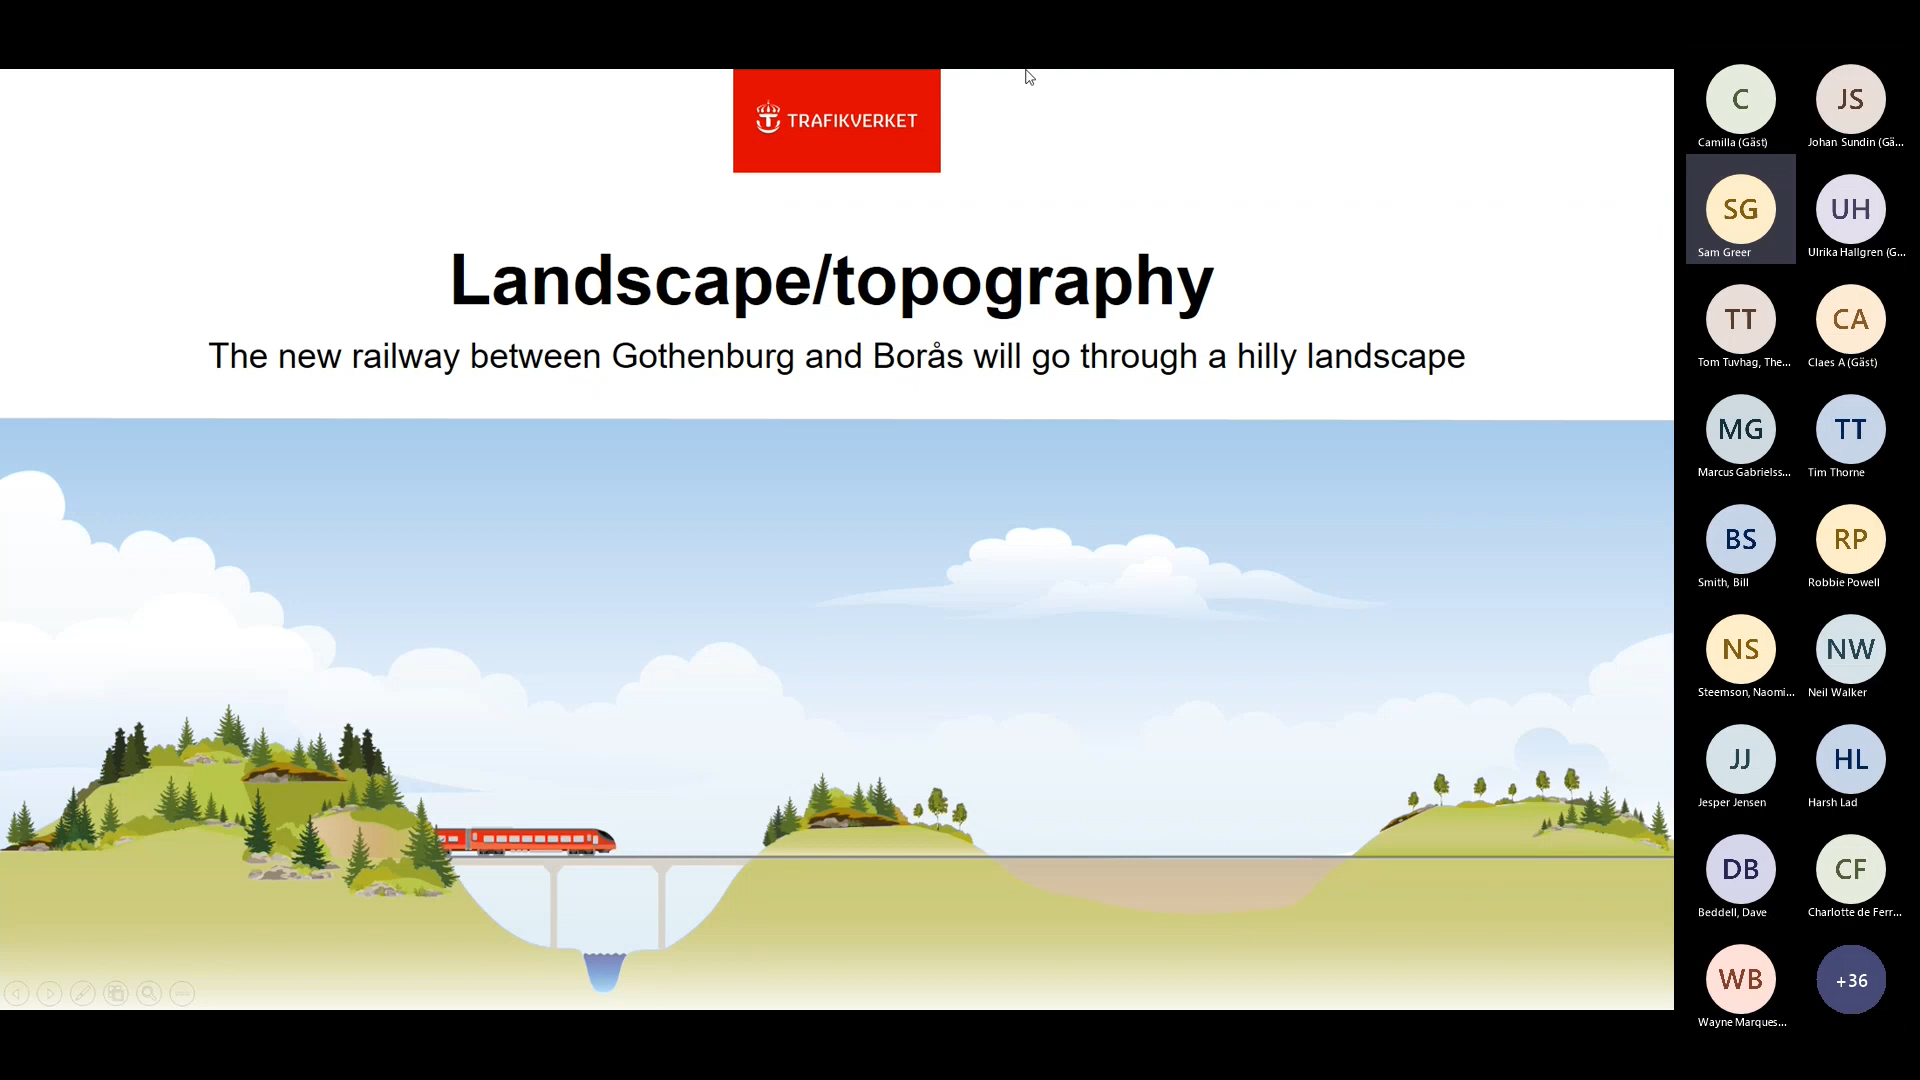 TRAFIKVERKET
Landscape/topography
The new railway between Gothenburg and Borås will go through a hilly landscape
C
Camilla (Gäst)
JS
Johan Sundin (Gä...
SG
Sam Greer
UH
Ulrika Hallgren (G...
TT
Tom Tuvhag, The...
CA
Claes A (Gäst)
MG
Marcus Gabrielss...
TT
Tim Thorne
BS
Smith, Bill
RP
Robbie Powell
NS
Steemson, Naomi...
NW
Neil Walker
JJ
Jesper Jensen
HL
Harsh Lad
DB
Beddell, Dave
CF
Charlotte de Ferr...
WB
Wayne Marques...
+36